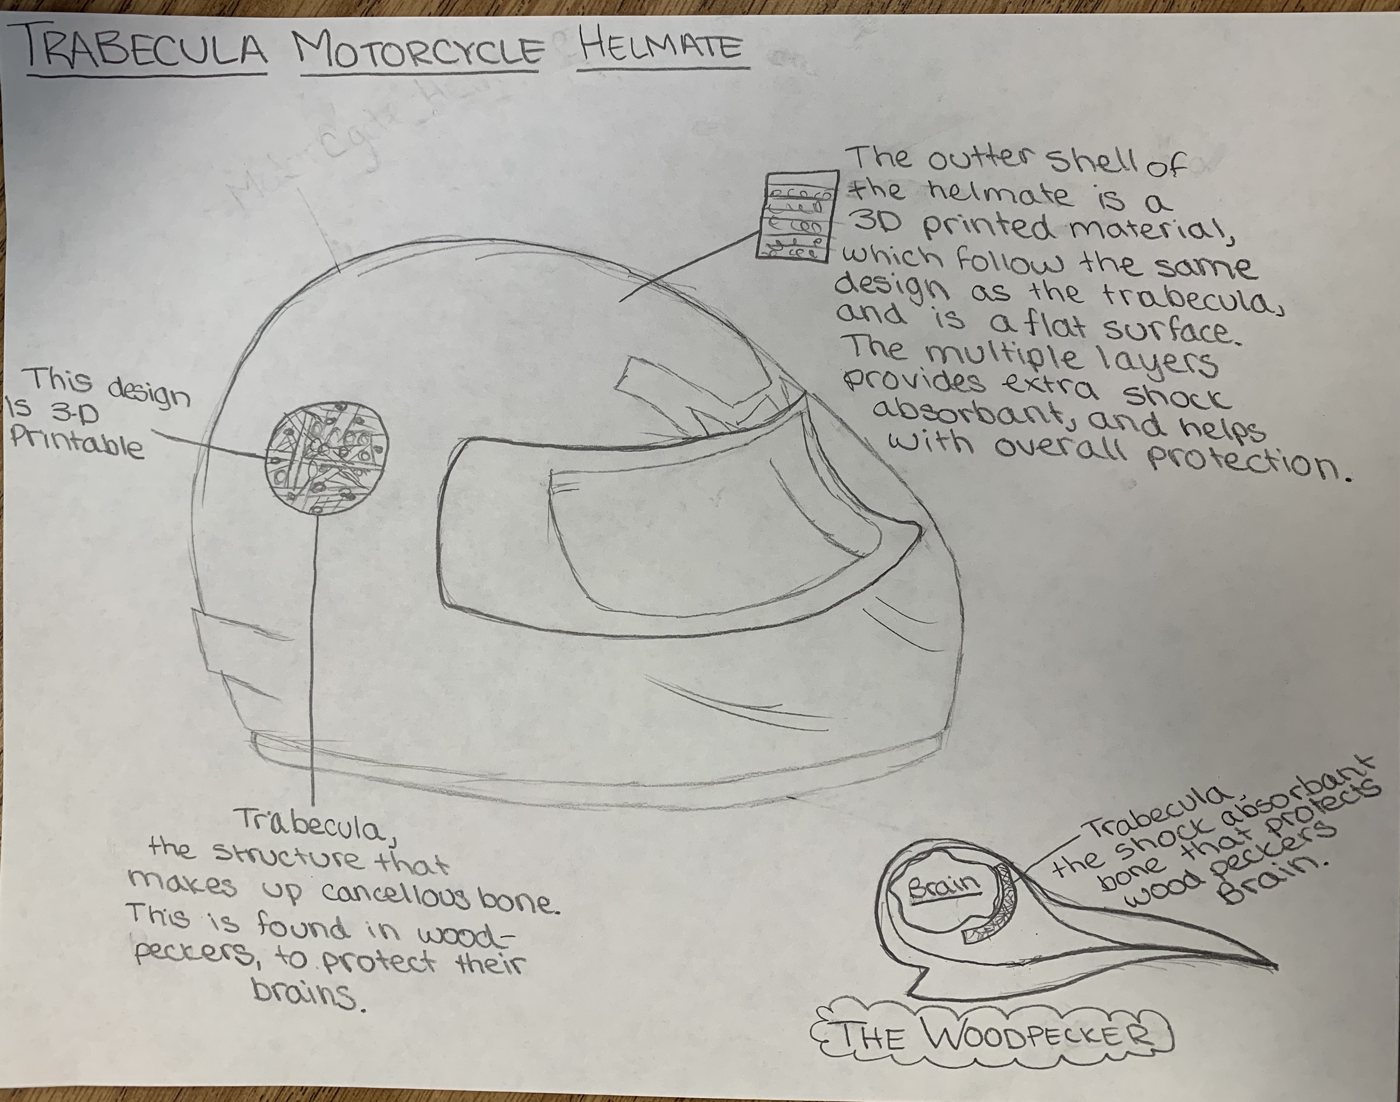 TRABECULA MOTORCYCLE HELMATE
The outter shell of
the helmate is a
3D printed material,
which follow the same
design as the trabecula,
and is a flat surface.
The multiple layers
provides extra shock
absorbant, and helps
with overall protection.
This design
is 3-D
Printable
Trabecula,
the structure that
makes up cancellous bone.
This is found in wood-
peckers, to protect their
brains.
Trabecula,
the shock absorbant
bone that protects
wood peckers
Brain.
Brain
THE WOODPECKER